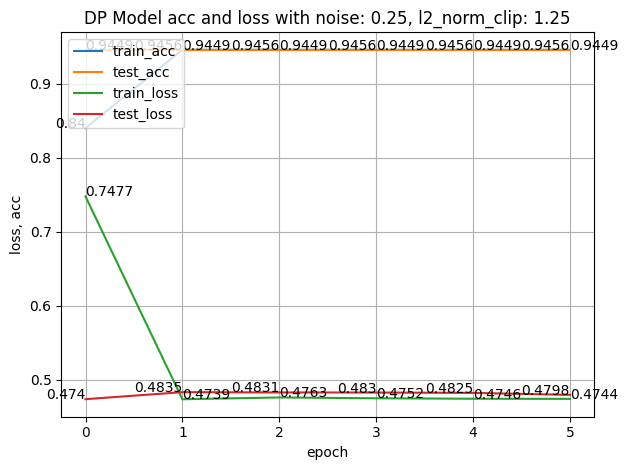 DP Model acc and loss with noise: 0.25, l2_norm_clip: 1.25
0.9449 0.9456 0.9449 0.9456 0.9449 0.9456 0.9449 0.9456 0.9449 0.9456 0.9449
train_acc
test_acc
train_loss
test_loss
0.84
0.7477
0.474 0.4835 0.4739 0.4831 0.4763 0.483 0.4752 0.4825 0.4746 0.4798 0.4744
0.9
0.8
0.7
0.6
0.5
loss, acc
0 1 2 3 4 5
epoch